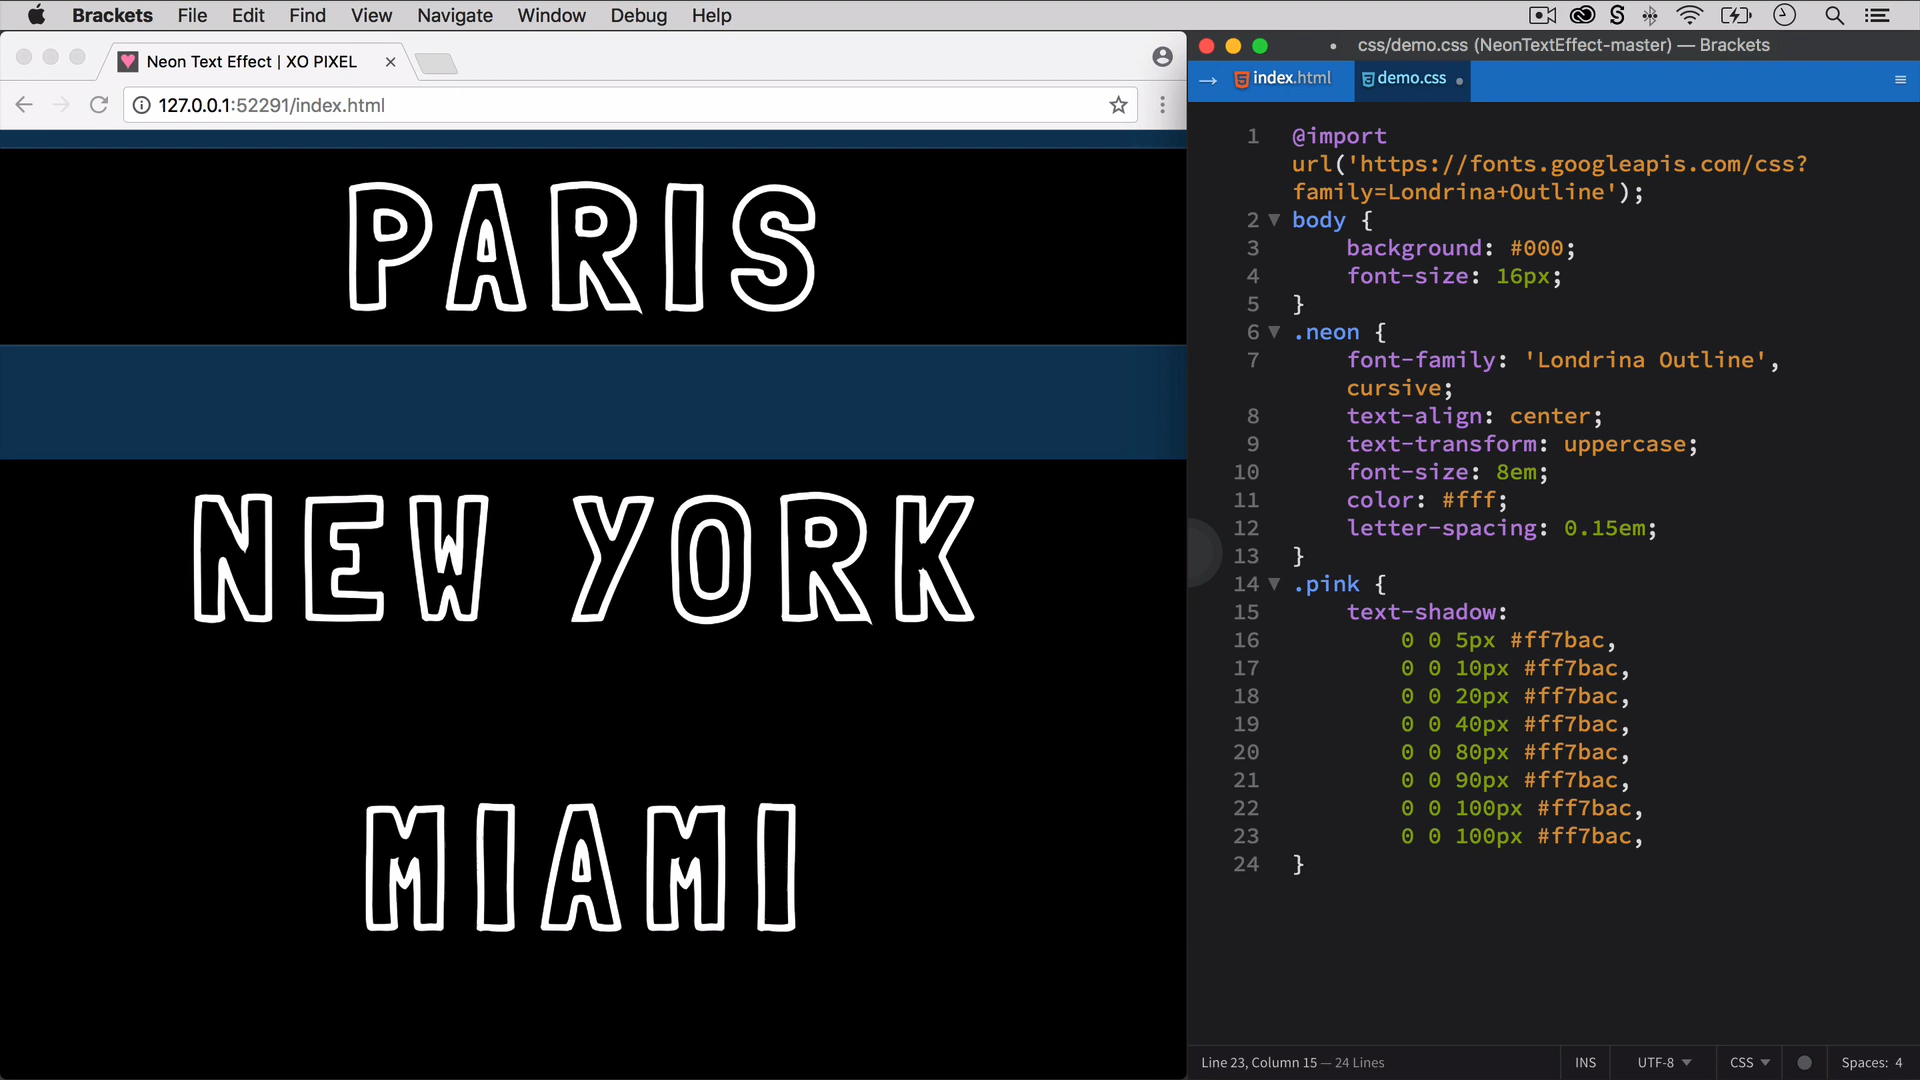 Brackets File Edit Find View Navigate Window Debug Help
Neon Text Effect | XO PIXEL
127.0.0.1:52291/index.html
PARIS
NEW YORK
MIAMI
css/demo.css (NeonTextEffect-master) — Brackets
index.html demo.css
1 @import
url('https://fonts.googleapis.com/css?
family=Londrina+Outline');
2 body {
3 background: #000;
4 font-size: 16px;
5 }
6 .neon {
7 font-family: 'Londrina Outline',
cursive;
8 text-align: center;
9 text-transform: uppercase;
10 font-size: 8em;
11 color: #fff;
12 letter-spacing: 0.15em;
13 }
14 .pink {
15 text-shadow:
16 0 0 5px #ff7bac,
17 0 0 10px #ff7bac,
18 0 0 20px #ff7bac,
19 0 0 40px #ff7bac,
20 0 0 80px #ff7bac,
21 0 0 90px #ff7bac,
22 0 0 100px #ff7bac,
23 0 0 100px #ff7bac,
24 }
Line 23, Column 15 — 24 Lines INS UTF-8 CSS Spaces: 4